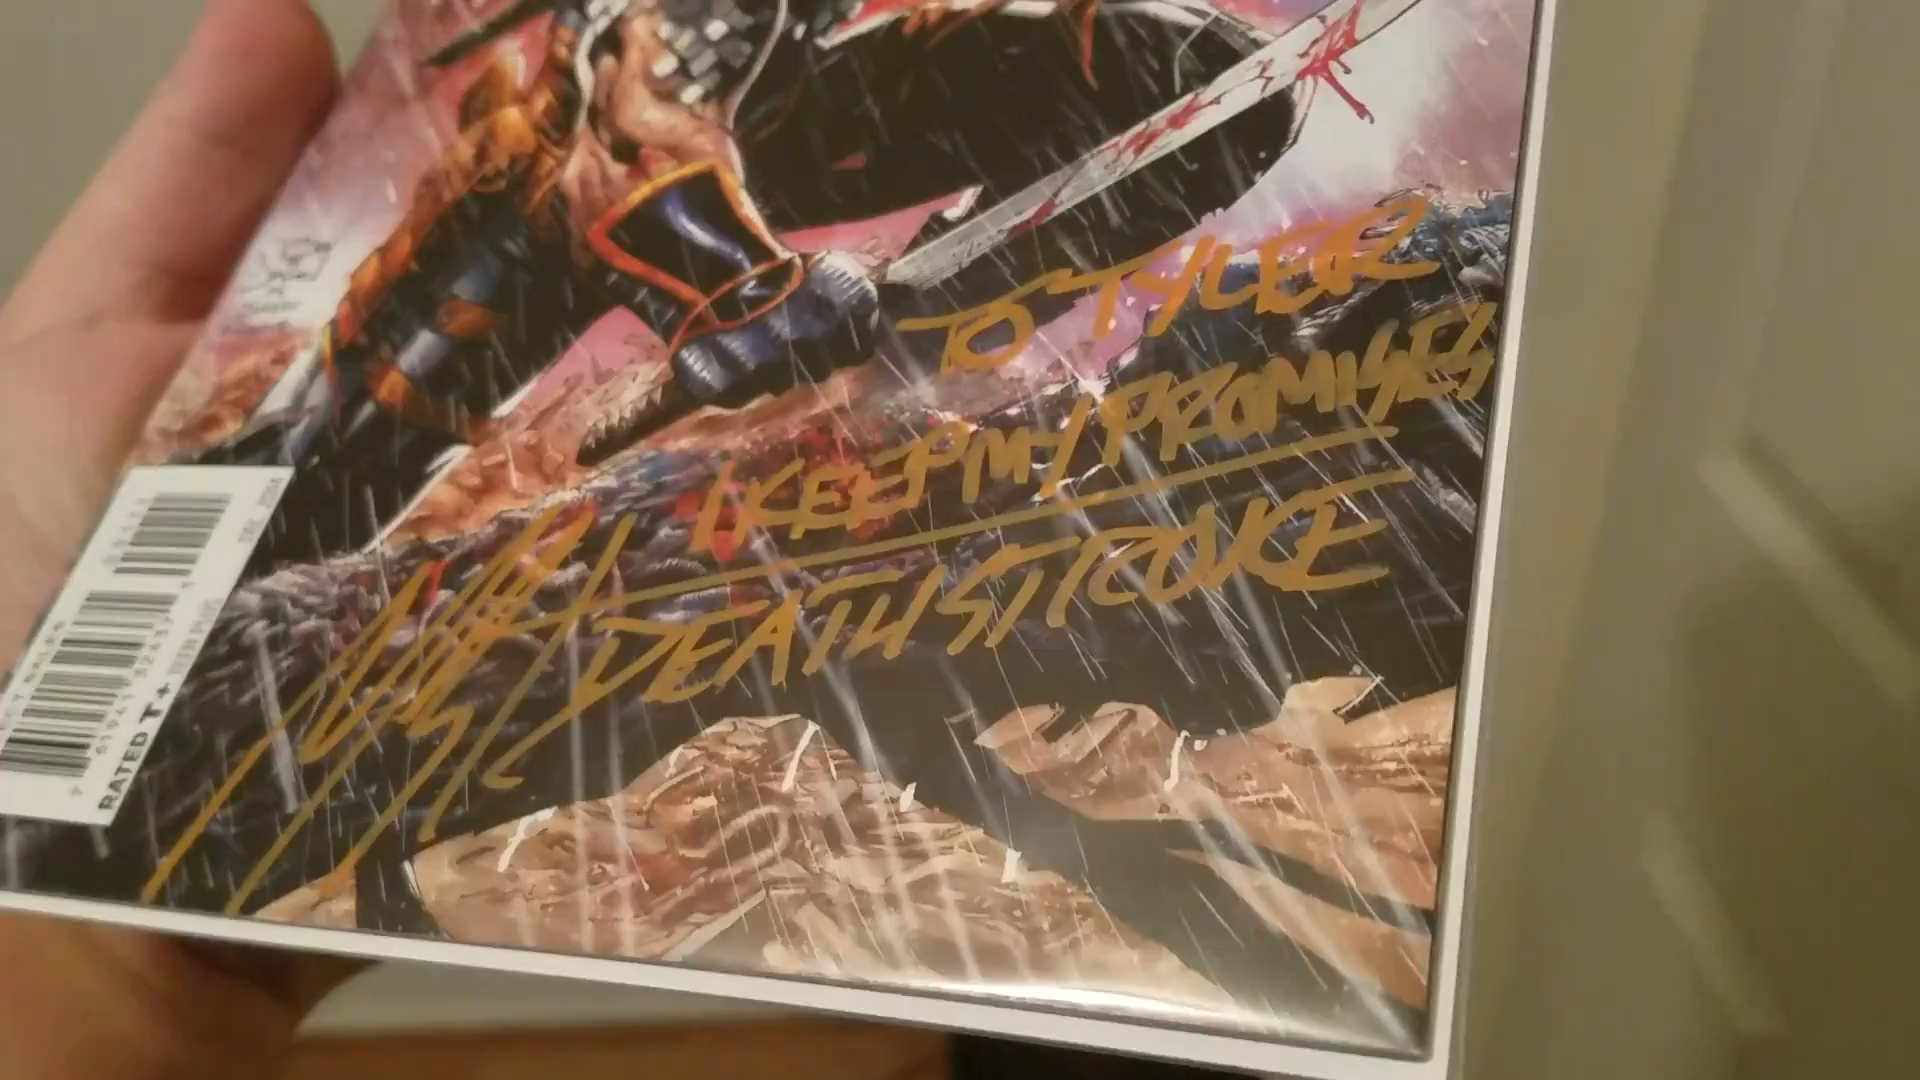 TO TYLER
I KEEP MY PROMISES
DEATHSTROKE
RATED T+